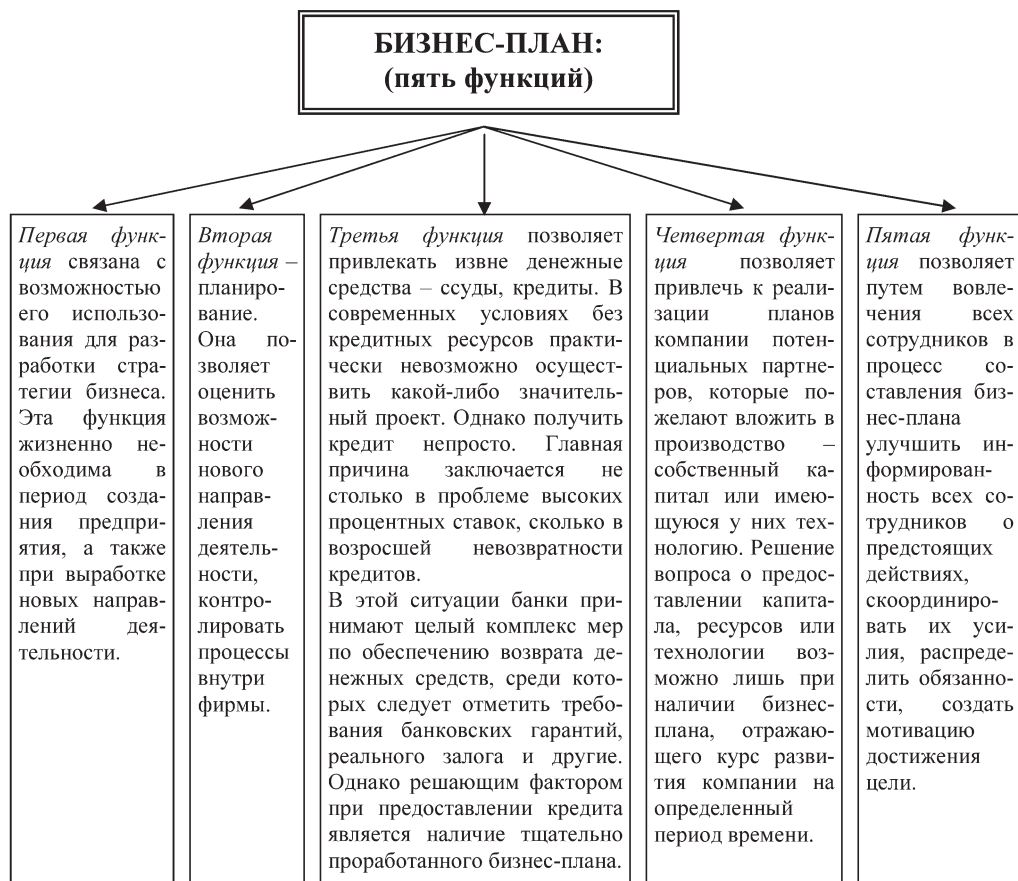 БИЗНЕС-ПЛАН:
(пять функций)
Первая функ-
ция связана с
возможностью
его использо-
вания для раз-
работки стра-
тегии бизнеса.
Эта функция
жизненно не-
обходима в
период созда-
ния предпри-
ятия, а также
при выработке
новых направ-
лений дея-
тельности.
Вторая
функция –
планиро-
вание.
Она по-
зволяет
оценить
возмож-
ности
нового
направ-
ления
деятель-
ности,
контро-
лировать
процессы
внутри
фирмы.
Третья функция позволяет
привлекать извне денежные
средства – ссуды, кредиты. В
современных условиях без
кредитных ресурсов практи-
чески невозможно осущест-
вить какой-либо значитель-
ный проект. Однако получить
кредит непросто. Главная
причина заключается не
столько в проблеме высоких
процентных ставок, сколько в
возросшей невозвратности
кредитов.
В этой ситуации банки при-
нимают целый комплекс мер
по обеспечению возврата де-
нежных средств, среди кото-
рых следует отметить требо-
вания банковских гарантий,
реального залога и другие.
Однако решающим фактором
при предоставлении кредита
является наличие тщательно
проработанного бизнес-плана.
Четвертая функ-
ция позволяет
привлечь к реали-
зации планов
компании потен-
циальных партне-
ров, которые по-
желают вложить в
производство –
собственный ка-
питал или имею-
щуюся у них тех-
нологию. Решение
вопроса о предос-
тавлении капита-
ла, ресурсов или
технологии воз-
можно лишь при
наличии бизнес-
плана, отражаю-
щего курс разви-
тия компании на
определенный
период времени.
Пятая функ-
ция позволяет
путем вовле-
чения всех
сотрудников в
процесс со-
ставления биз-
нес-плана
улучшить ин-
формирован-
ность всех со-
трудников о
предстоящих
действиях,
скоординиро-
вать их уси-
лия, распреде-
лить обязанно-
сти, создать
мотивацию
достижения
цели.